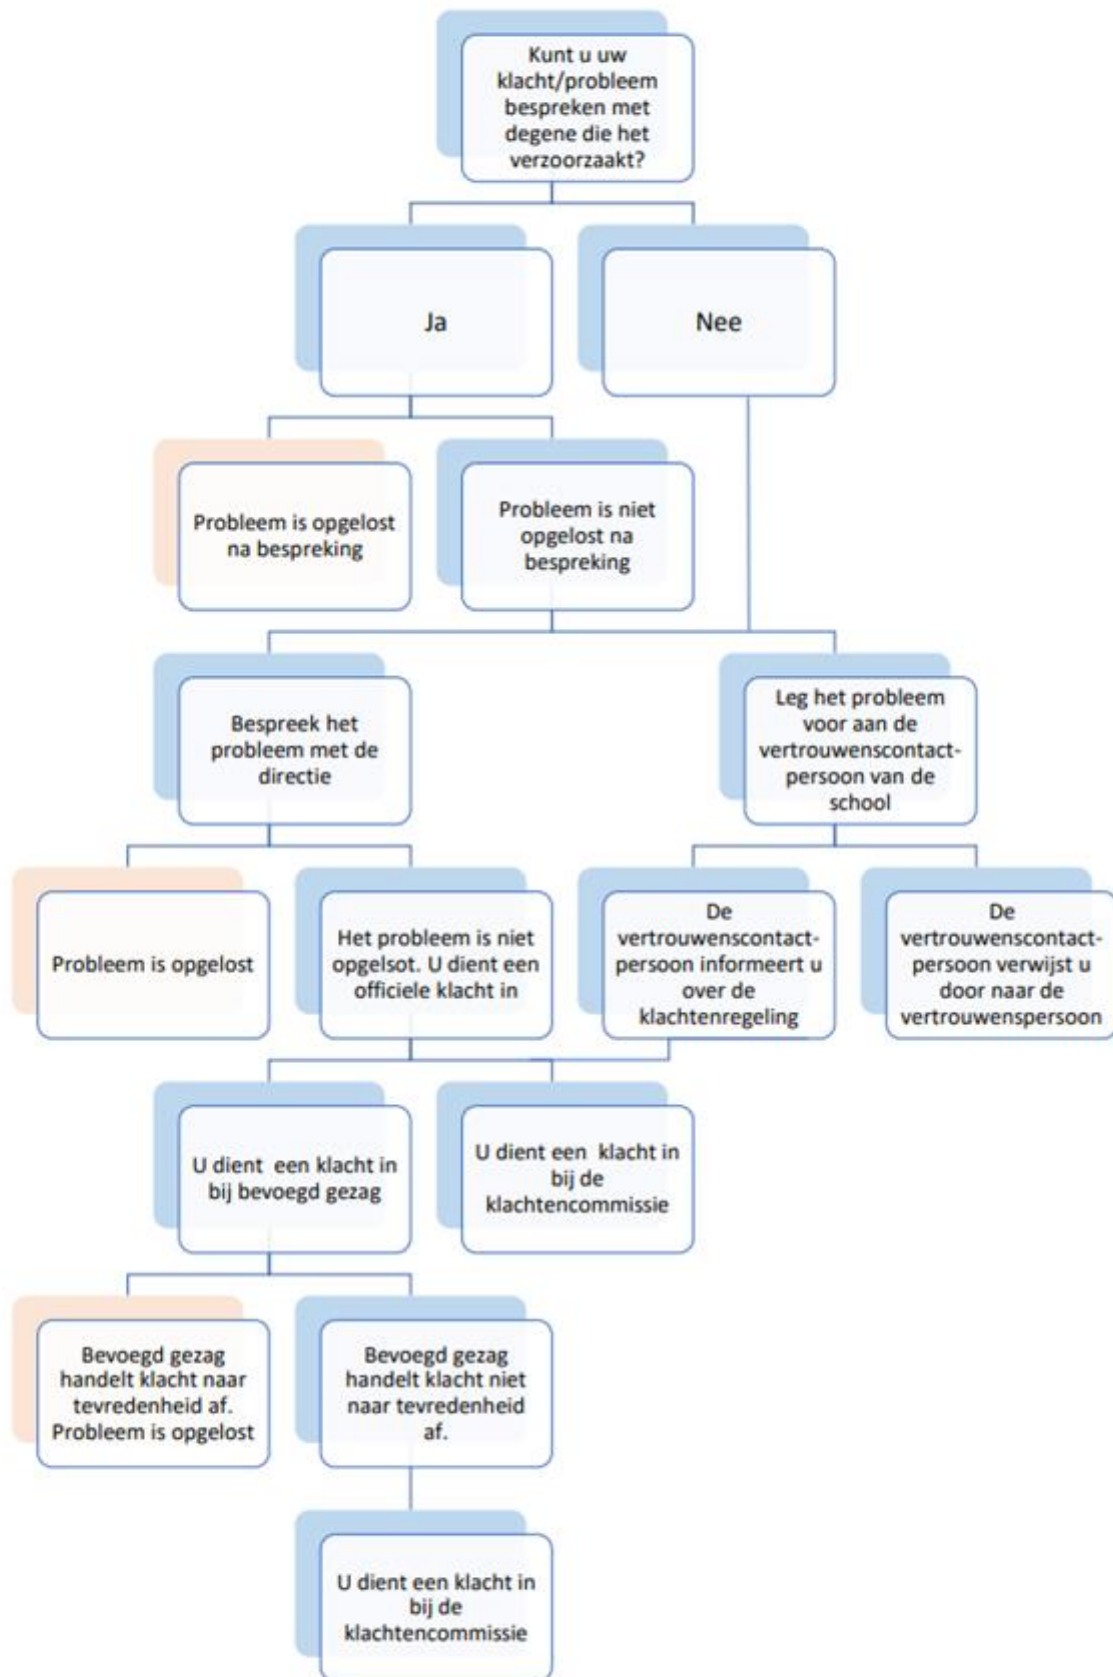 Kunt u uw
klacht/probleem
bespreken met
degene die het
verzoorzaakt?
Ja
Nee
Probleem is opgelost
na bespreking
Probleem is niet
opgelost na
bespreking
Bespreek het
probleem met de
directie
Leg het probleem
voor aan de
vertrouwenscontact-
persoon van de
school
Probleem is opgelost
Het probleem is niet
opgelsot. U dient een
officiele klacht in
De
vertrouwenscontact-
persoon informeert u
over de
klachtenregeling
De
vertrouwenscontact-
persoon verwijst u
door naar de
vertrouwenspersoon
U dient een klacht in
bij bevoegd gezag
U dient een klacht in
bij de
klachtencommissie
Bevoegd gezag
handelt klacht naar
tevredenheid af.
Probleem is opgelost
Bevoegd gezag
handelt klacht niet
naar tevredenheid
af.
U dient een klacht in
bij de
klachtencommissie